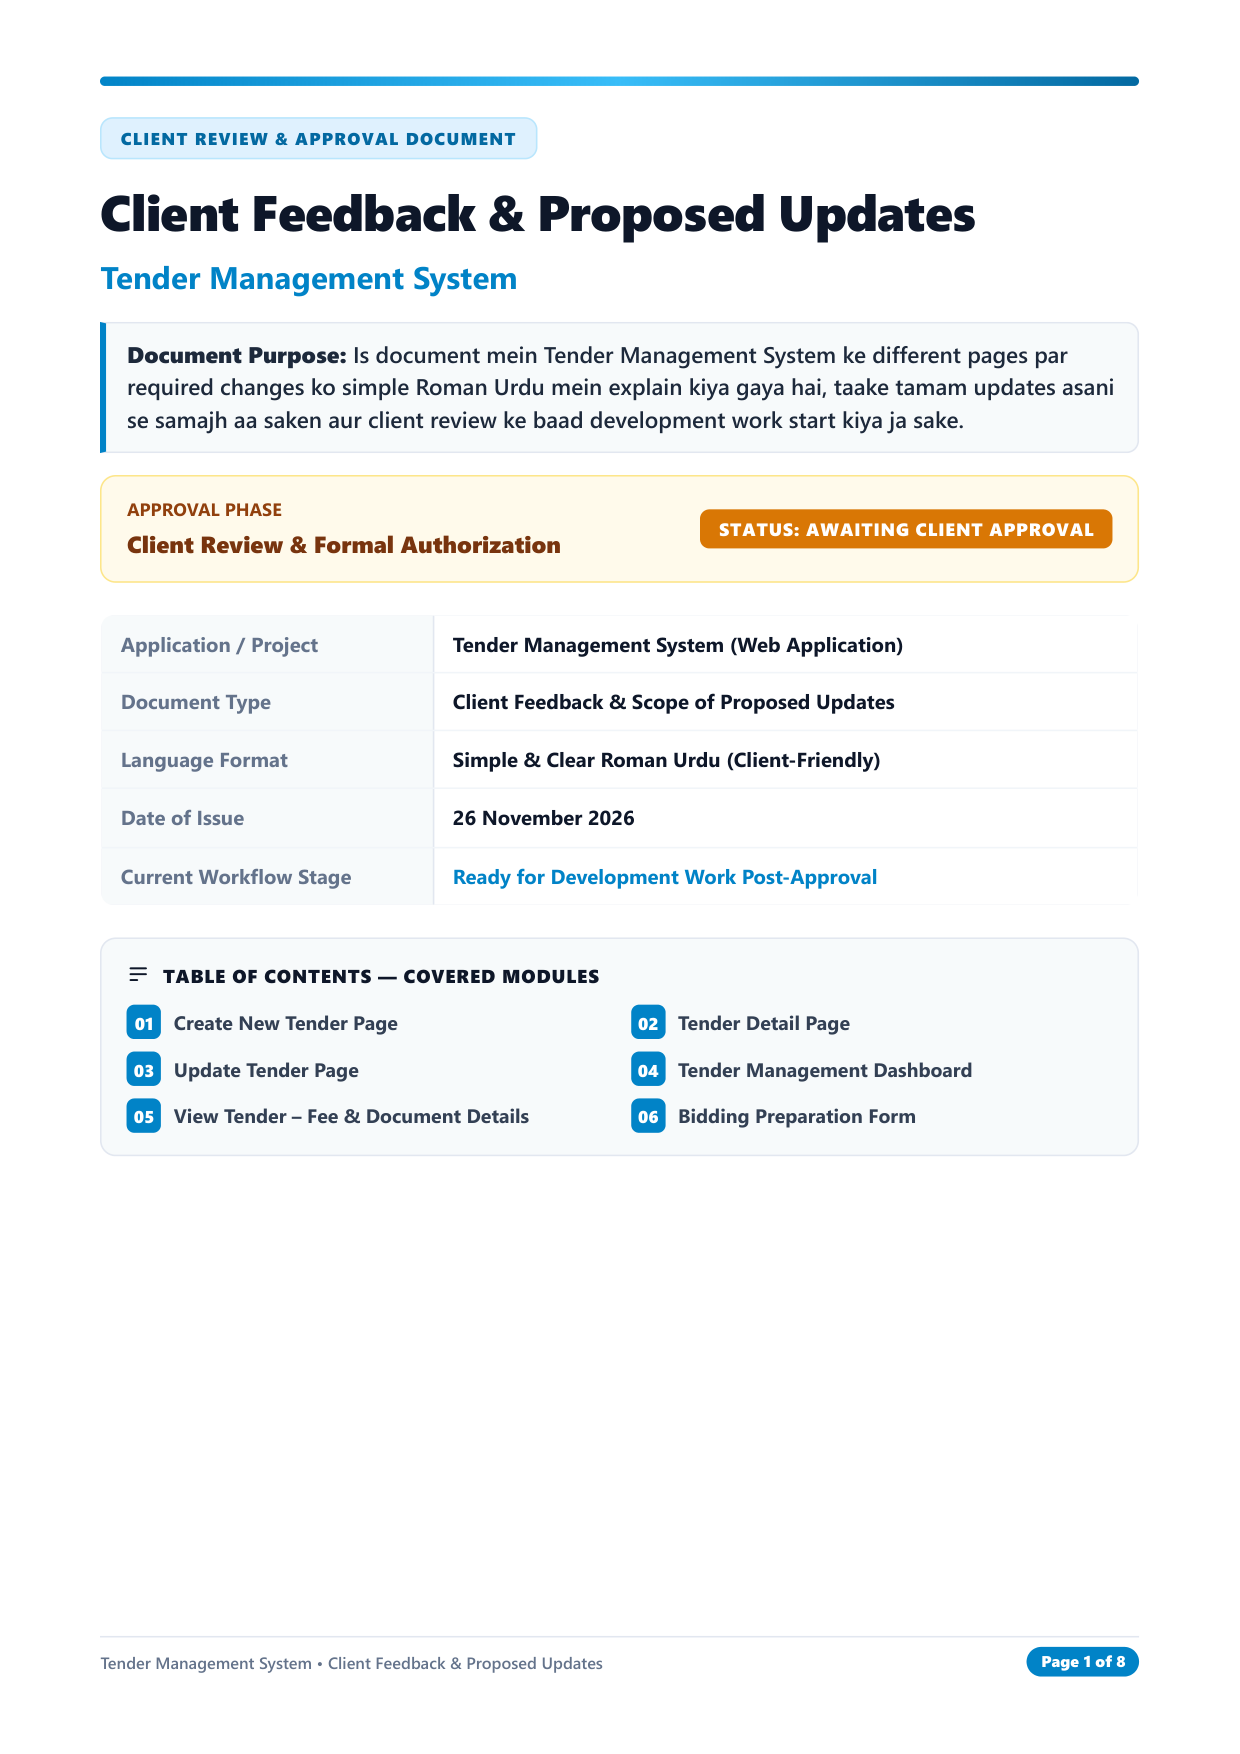 CLIENT REVIEW & APPROVAL DOCUMENT
Client Feedback & Proposed Updates
Tender Management System
Document Purpose: Is document mein Tender Management System ke different pages par
required changes ko simple Roman Urdu mein explain kiya gaya hai, taake tamam updates asani
se samajh aa saken aur client review ke baad development work start kiya ja sake.
APPROVAL PHASE
Client Review & Formal Authorization
STATUS: AWAITING CLIENT APPROVAL
Application / Project Tender Management System (Web Application)
Document Type Client Feedback & Scope of Proposed Updates
Language Format Simple & Clear Roman Urdu (Client-Friendly)
Date of Issue 26 November 2026
Current Workflow Stage Ready for Development Work Post-Approval
TABLE OF CONTENTS — COVERED MODULES
01 Create New Tender Page 02 Tender Detail Page
03 Update Tender Page 04 Tender Management Dashboard
05 View Tender – Fee & Document Details 06 Bidding Preparation Form
Tender Management System • Client Feedback & Proposed Updates Page 1 of 8